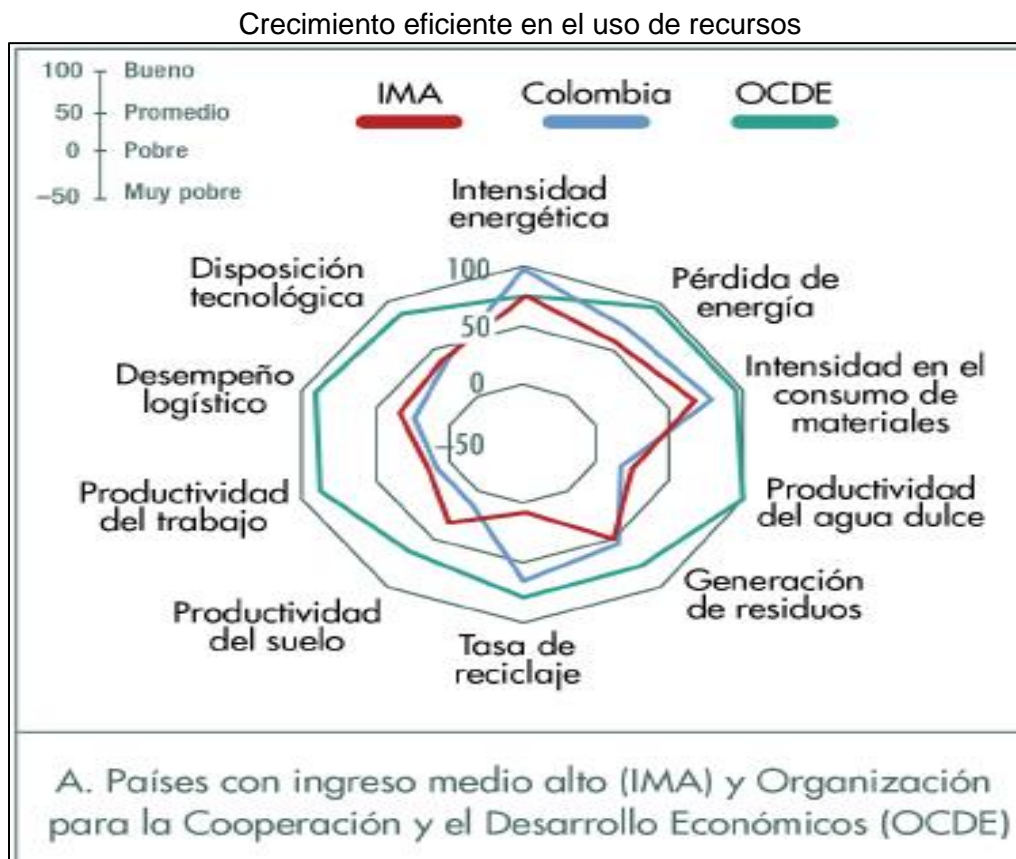 Crecimiento eficiente en el uso de recursos
100 Bueno
50 Promedio
0 Pobre
–50 Muy pobre
IMA Colombia OCDE
Intensidad
energética
Disposición
tecnológica
100
Pérdida de
energía
50
Desempeño
logístico
0
Intensidad en el
consumo de
materiales
–50
Productividad
del trabajo
Productividad
del agua dulce
Productividad
del suelo
Tasa de
reciclaje
Generación
de residuos
A. Países con ingreso medio alto (IMA) y Organización
para la Cooperación y el Desarrollo Económicos (OCDE)